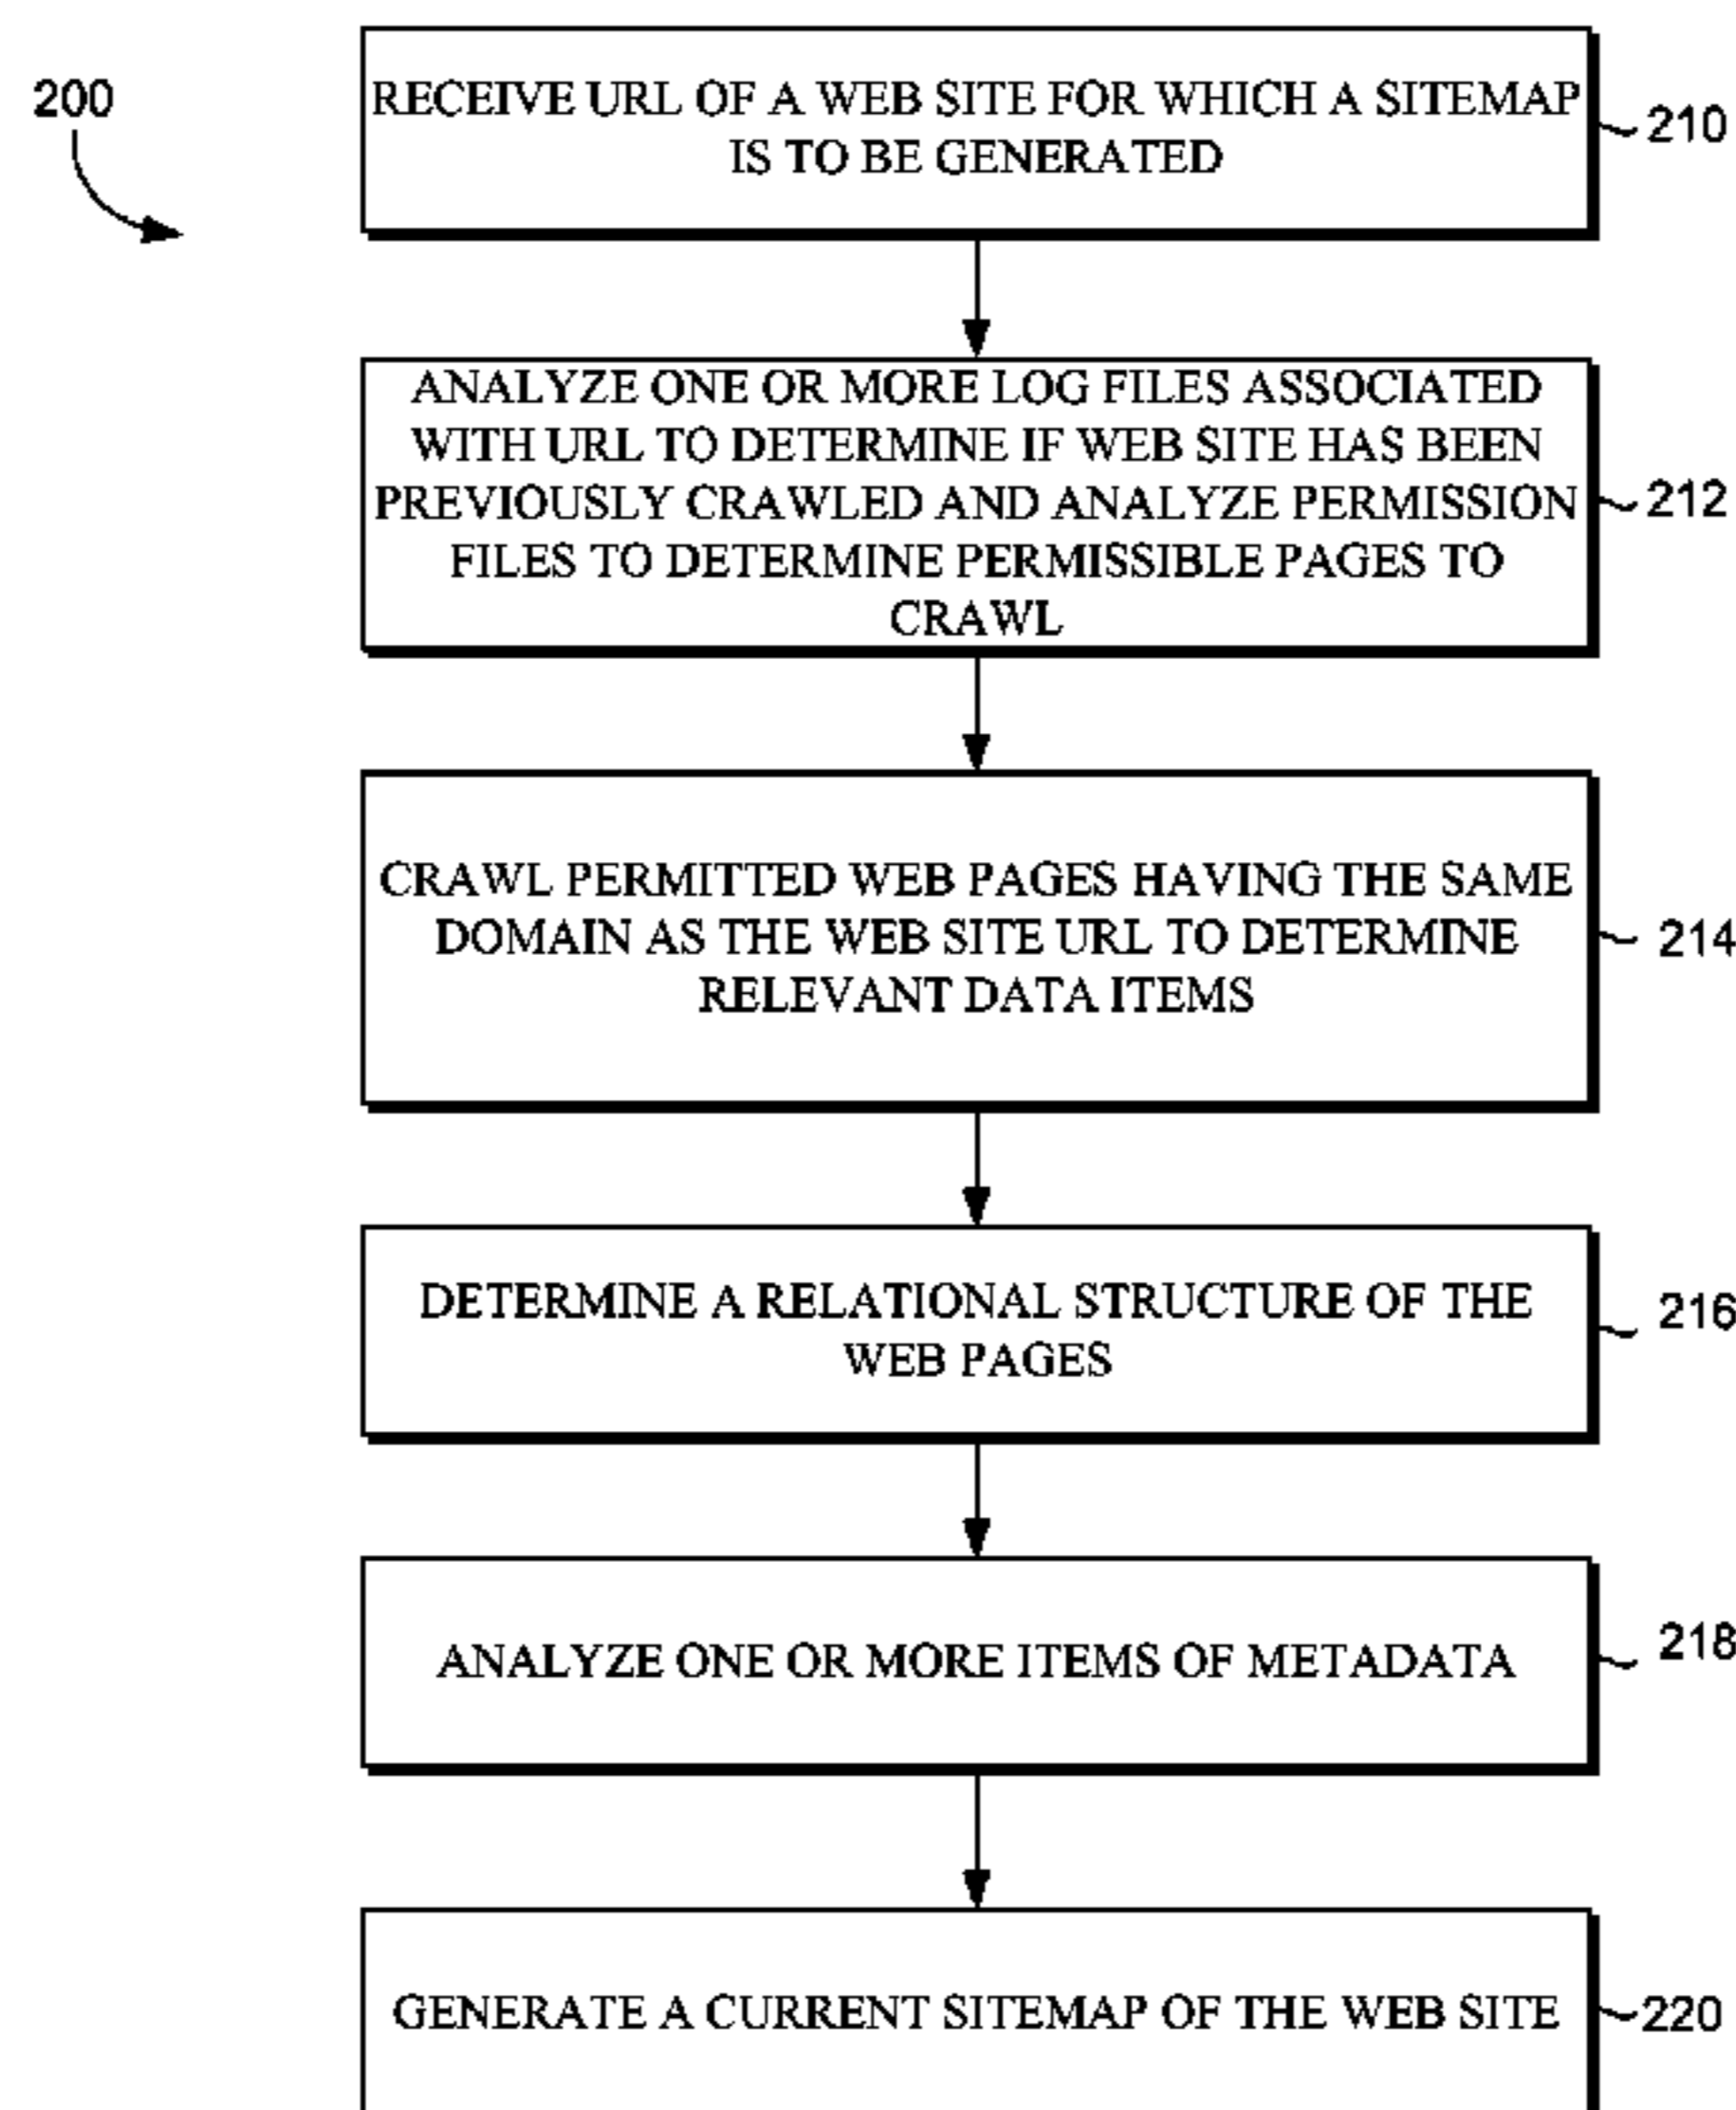 200
RECEIVE URL OF A WEB SITE FOR WHICH A SITEMAP
IS TO BE GENERATED
210
ANALYZE ONE OR MORE LOG FILES ASSOCIATED
WITH URL TO DETERMINE IF WEB SITE HAS BEEN
PREVIOUSLY CRAWLED AND ANALYZE PERMISSION
FILES TO DETERMINE PERMISSIBLE PAGES TO
CRAWL
212
CRAWL PERMITTED WEB PAGES HAVING THE SAME
DOMAIN AS THE WEB SITE URL TO DETERMINE
RELEVANT DATA ITEMS
214
DETERMINE A RELATIONAL STRUCTURE OF THE
WEB PAGES
216
ANALYZE ONE OR MORE ITEMS OF METADATA
218
GENERATE A CURRENT SITEMAP OF THE WEB SITE
220